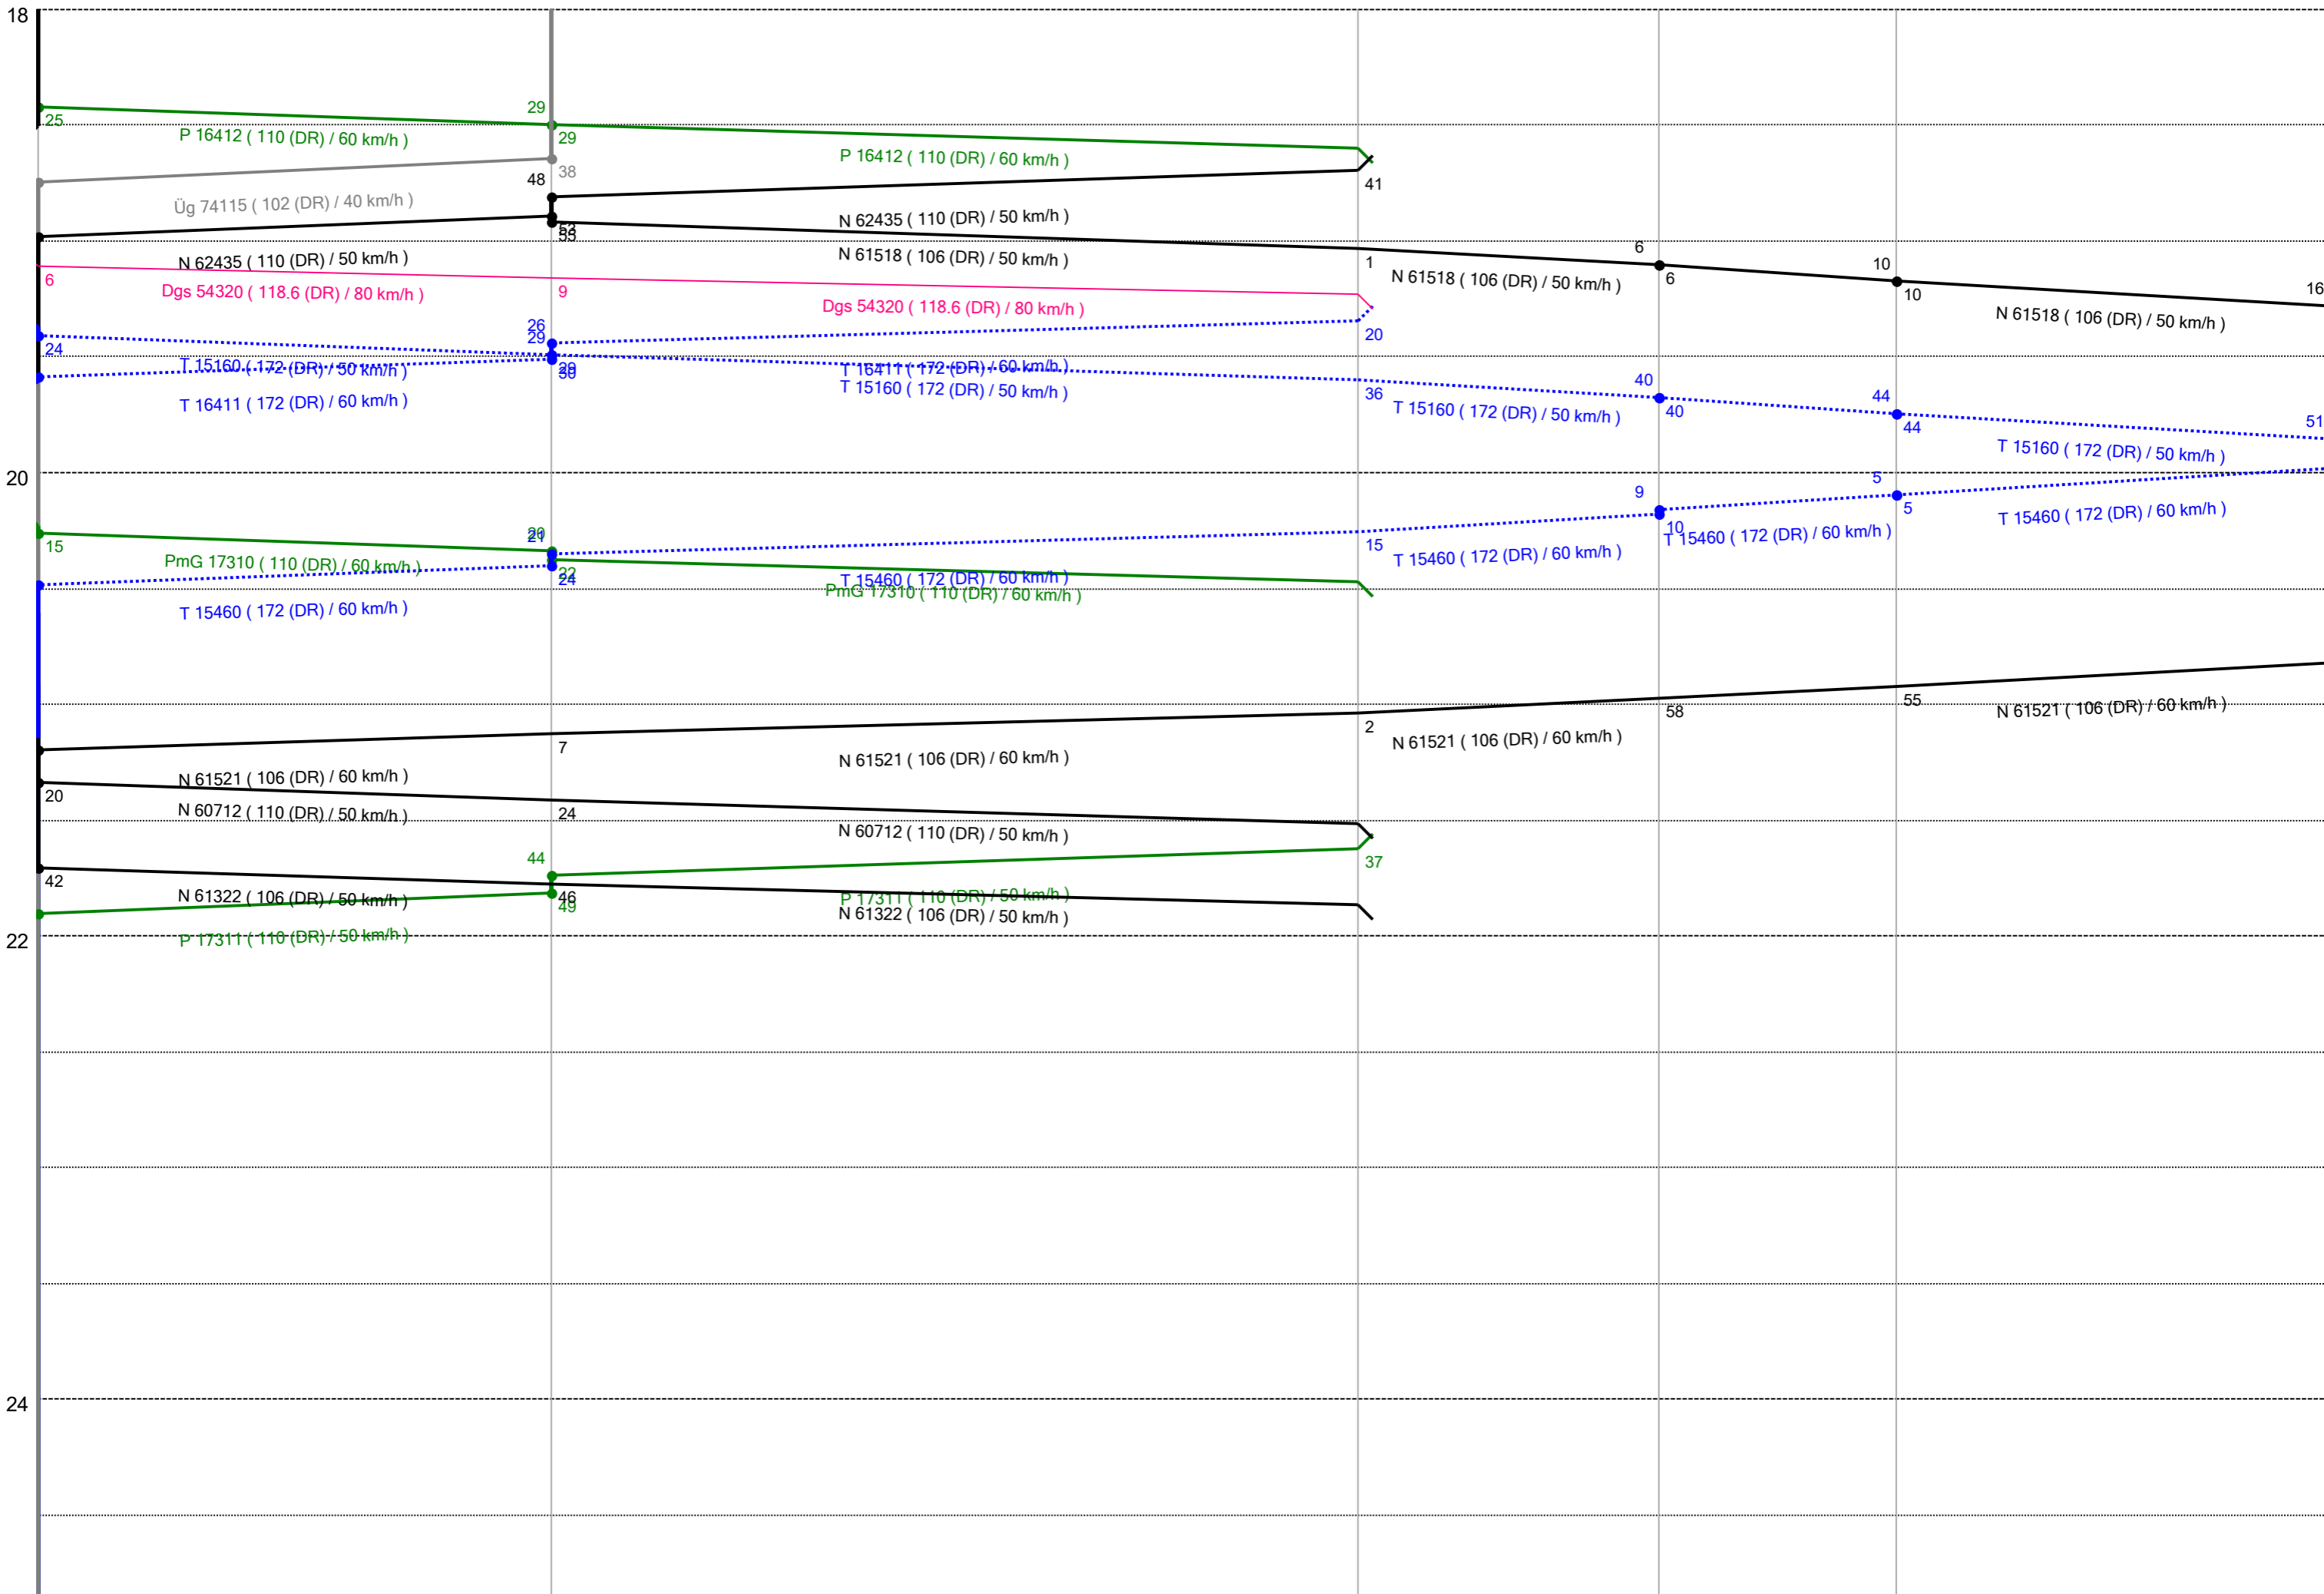 18
29
25
P 16412 ( 110 (DR) / 60 km/h )
29
P 16412 ( 110 (DR) / 60 km/h )
38
48
41
Üg 74115 ( 102 (DR) / 40 km/h )
N 62435 ( 110 (DR) / 50 km/h )
55
6
N 62435 ( 110 (DR) / 50 km/h )
N 61518 ( 106 (DR) / 50 km/h )
1
N 61518 ( 106 (DR) / 50 km/h )
6
10
6
Dgs 54320 ( 118.6 (DR) / 80 km/h )
9
Dgs 54320 ( 118.6 (DR) / 80 km/h )
10
16
N 61518 ( 106 (DR) / 50 km/h )
26
29
20
24
T 15160 ( 172 (DR) / 50 km/h )
30
T 16411 ( 172 (DR) / 60 km/h )
T 15160 ( 172 (DR) / 50 km/h )
36
40
44
T 16411 ( 172 (DR) / 60 km/h )
T 15160 ( 172 (DR) / 50 km/h )
40
44
51
T 15160 ( 172 (DR) / 50 km/h )
20
9
5
5
10
T 15460 ( 172 (DR) / 60 km/h )
T 15460 ( 172 (DR) / 60 km/h )
21
15
15
T 15460 ( 172 (DR) / 60 km/h )
PmG 17310 ( 110 (DR) / 60 km/h )
22
24
T 15460 ( 172 (DR) / 60 km/h )
PmG 17310 ( 110 (DR) / 60 km/h )
T 15460 ( 172 (DR) / 60 km/h )
55
58
N 61521 ( 106 (DR) / 60 km/h )
2
N 61521 ( 106 (DR) / 60 km/h )
7
N 61521 ( 106 (DR) / 60 km/h )
N 61521 ( 106 (DR) / 60 km/h )
20
N 60712 ( 110 (DR) / 50 km/h )
24
N 60712 ( 110 (DR) / 50 km/h )
44
37
42
N 61322 ( 106 (DR) / 50 km/h )
46
49
P 17311 ( 110 (DR) / 50 km/h )
N 61322 ( 106 (DR) / 50 km/h )
P 17311 ( 110 (DR) / 50 km/h )
22
24